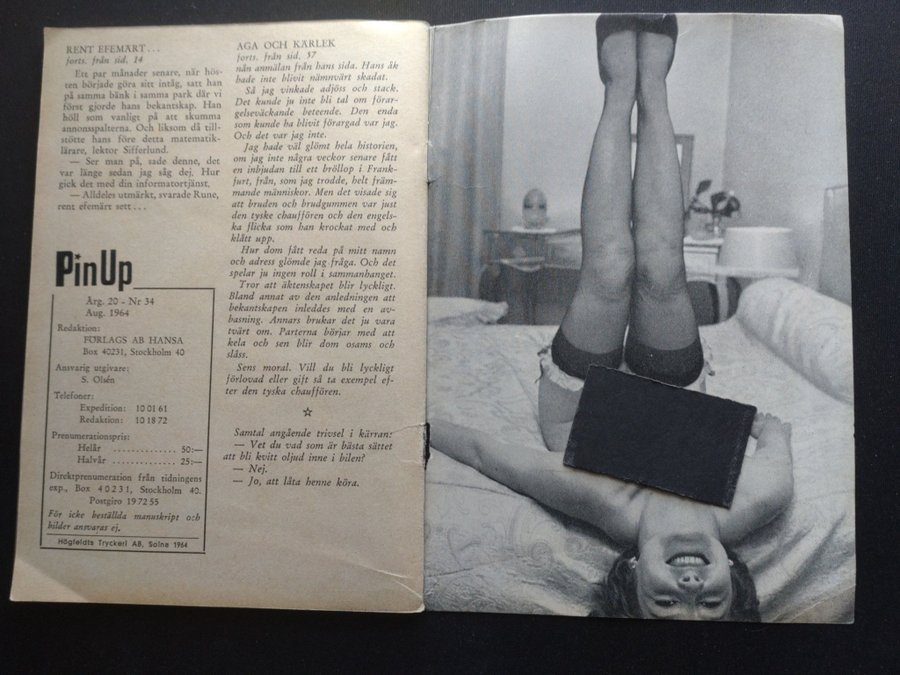 RENT EFEMÄRT...
forts. från sid. 14
Ett par månader senare, när hös-
ten började göra sitt intåg, satt han
på samma bänk i samma park där vi
först gjorde hans bekantskap. Han
höll som vanligt på att skumma
annonsspalterna. Och liksom då till-
stötte hans före detta matematik-
lärare, lektor Sifferlund.
— Ser man på, sade denne, det
var länge sedan jag såg dej. Hur
gick det med din informatortjänst.
— Alldeles utmärkt, svarade Rune,
rent efemärt sett...
PinUp
Årg. 20 - Nr 34
Aug. 1964
Redaktion:
FÖRLAGS AB HANSA
Box 40231, Stockholm 40
Ansvarig utgivare:
S. Olsén
Telefoner:
Expedition: 10 01 61
Redaktion: 10 18 72
Prenumerationspris:
Helår .............. 50:—
Halvår .............. 25:—
Direktprenumeration från tidningens
exp., Box 40231, Stockholm 40.
Postgiro 19 72 55
För icke beställda manuskript och
bilder ansvaras ej.
Högfeldts Tryckeri AB, Solna 1964
AGA OCH KÄRLEK
forts. från sid. 57
nån anmälan från hans sida. Hans åk
hade inte blivit nämnvärt skadat.
Så jag vinkade adjöss och stack.
Det kunde ju inte bli tal om förar-
gelseväckande beteende. Den enda
som kunde ha blivit förargad var jag.
Och det var jag inte.
Jag hade väl glömt hela historien,
om jag inte några veckor senare fått
en inbjudan till ett bröllop i Frank-
furt, från, som jag trodde, helt främ-
mande människor. Men det visade sig
att bruden och brudgummen var just
den tyske chauffören och den engels-
ka flicka som han krockat med och
klått upp.
Hur dom fått reda på mitt namn
och adress glömde jag fråga. Och det
spelar ju ingen roll i sammanhanget.
Tror att äktenskapet blir lyckligt.
Bland annat av den anledningen att
bekantskapen inleddes med en av-
basning. Annars brukar det ju vara
tvärt om. Parterna börjar med att
kela och sen blir dom osams och
slåss.
Sens moral. Vill du bli lyckligt
förlovad eller gift så ta exempel ef-
ter den tyska chauffören.
☆
Samtal angående trivsel i kärran:
— Vet du vad som är bästa sättet
att bli kvitt oljud inne i bilen?
— Nej.
— Jo, att låta henne köra.